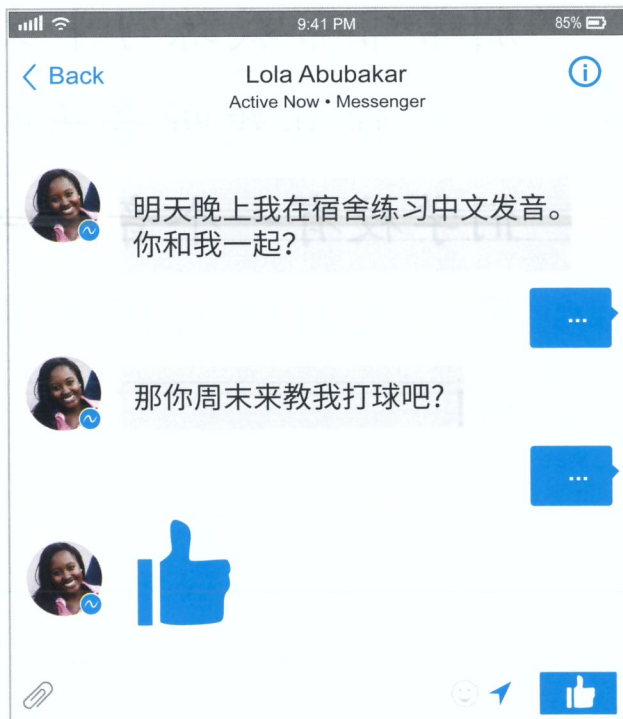 9:41 PM
85%
Back
Lola Abubakar
Active Now • Messenger
明天晚上我在宿舍练习中文发音。
你和我一起?
...
那你周末来教我打球吧?
...